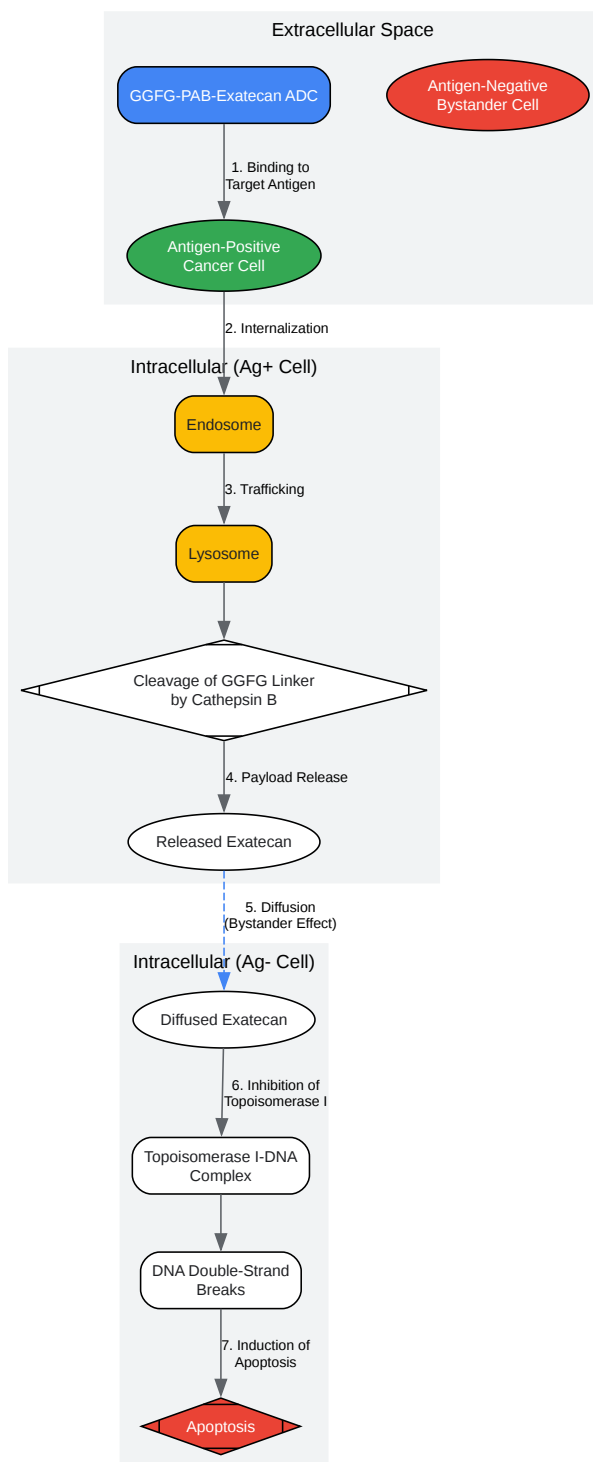 Extracellular Space
GGFG-PAB-Exatecan ADC
Antigen-Negative
Bystander Cell
1. Binding to
Target Antigen
Antigen-Positive
Cancer Cell
2. Internalization
Intracellular (Ag+ Cell)
Endosome
3. Trafficking
Lysosome
Cleavage of GGFG Linker
by Cathepsin B
4. Payload Release
Released Exatecan
5. Diffusion
(Bystander Effect)
Intracellular (Ag- Cell)
Diffused Exatecan
6. Inhibition of
Topoisomerase I
Topoisomerase I-DNA
Complex
DNA Double-Strand
Breaks
7. Induction of
Apoptosis
Apoptosis